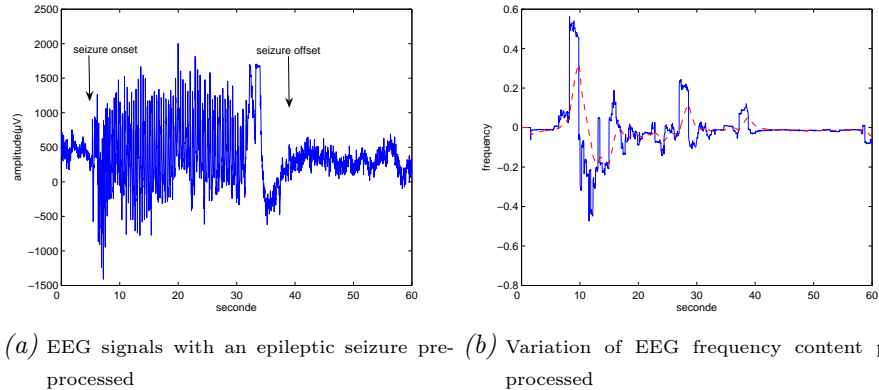 2500
2000
1500
1000
500
0
−500
−1000
−1500
amplitude(μV)
seizure onset
seizure offset
0 10 20 30 40 50 60
seconde
0.6
0.4
0.2
0
−0.2
−0.4
−0.6
−0.8
frequency
0 10 20 30 40 50 60
seconde
(a) EEG signals with an epileptic seizure pre-
processed
(b) Variation of EEG frequency content p
processed